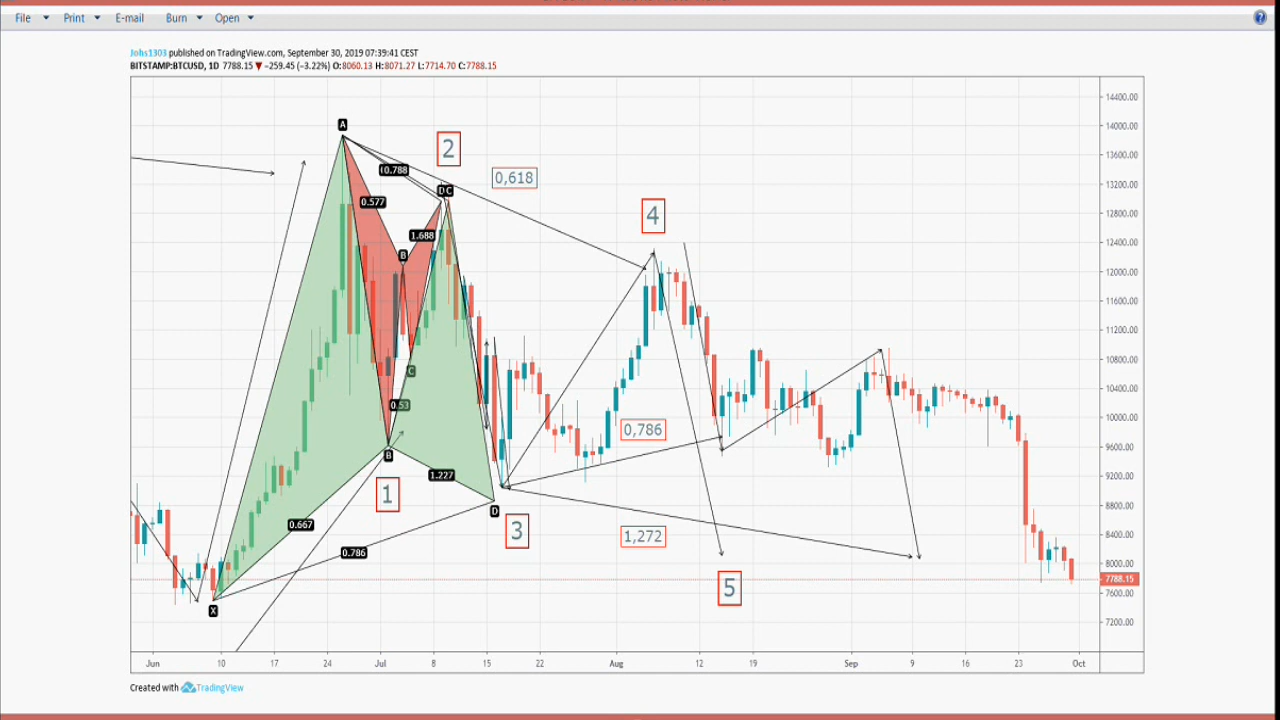 File Print E-mail Burn Open
Johs1303 published on TradingView.com, September 30, 2019 07:39:41 CEST
BITSTAMP:BTCUSD, 1D 7788.15 ▼ −259.45 (−3.22%) O:8060.13 H:8071.27 L:7714.70 C:7788.15
14400.00
A
14000.00
2
13600.00
0.788
0,618
13200.00
D C
0.577
4
12800.00
1.688
12400.00
B
12000.00
11600.00
11200.00
10800.00
C
10400.00
0.53
10000.00
0,786
B
9600.00
1.227
9200.00
1
D
8800.00
0.667
3
1,272
8400.00
0.786
8000.00
7788.15
5
7600.00
X
7200.00
Jun 10 17 24 Jul 8 15 22 Aug 12 19 Sep 9 16 23 Oct
Created with TradingView